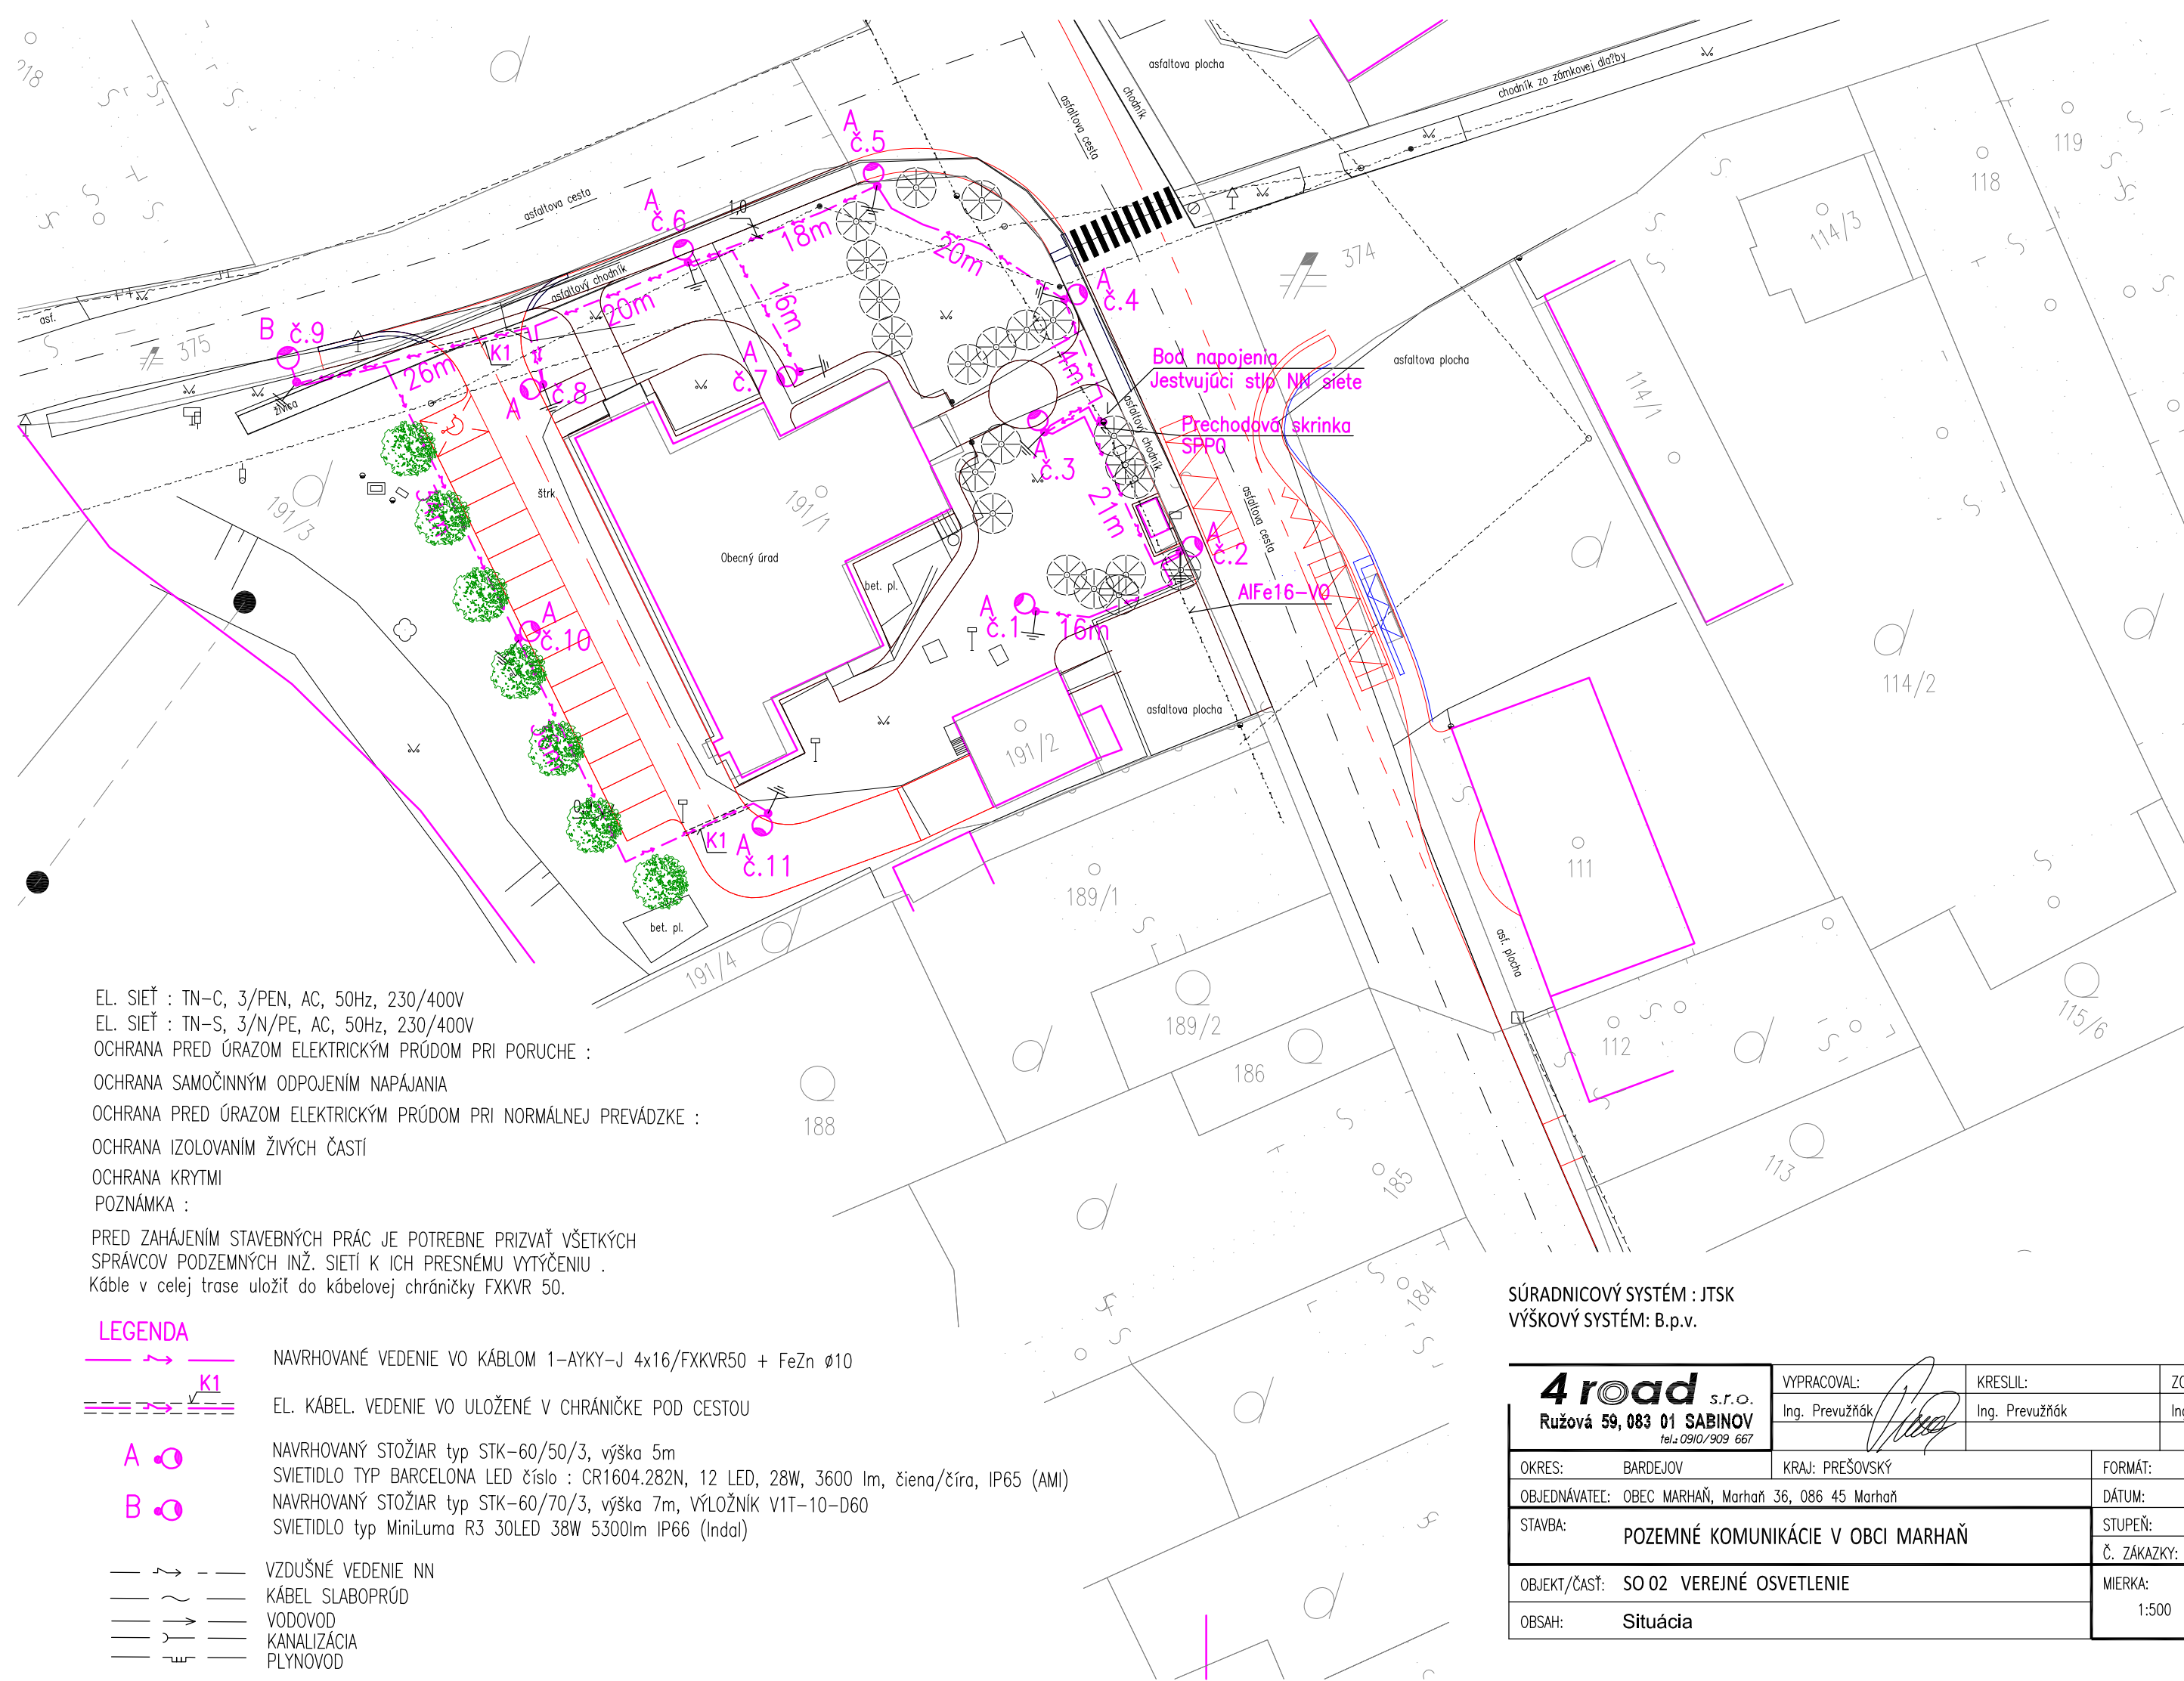 218
asfaltova plocha
chodník
asfaltova cesta
chodník zo zámkovej dla?by
119
118
114/3
374
A
č.5
asfaltova cesta
A
č.6
1,0
18m
20m
A
č.4
asfaltový chodník
20m
16m
asf.
375
B č.9
K1
26m
živica
A
č.8
A
č.7
4m
Bod napojenia
Jestvujúci stĺp NN siete
asfaltova plocha
114/1
Prechodová skrinka
SPP0
asfaltový chodník
A
č.3
191/3
štrk
191/1
21m
asfaltova cesta
A
č.2
Obecný úrad
bet. pl.
AlFe16-V0
A
č.1
16m
A
č.10
114/2
asfaltova plocha
191/2
K1
A
č.11
111
189/1
bet. pl.
191/4
asf. plocha
189/2
112
115/6
186
188
113
185
184
EL. SIEŤ : TN-C, 3/PEN, AC, 50Hz, 230/400V
EL. SIEŤ : TN-S, 3/N/PE, AC, 50Hz, 230/400V
OCHRANA PRED ÚRAZOM ELEKTRICKÝM PRÚDOM PRI PORUCHE :
OCHRANA SAMOČINNÝM ODPOJENÍM NAPÁJANIA
OCHRANA PRED ÚRAZOM ELEKTRICKÝM PRÚDOM PRI NORMÁLNEJ PREVÁDZKE :
OCHRANA IZOLOVANÍM ŽIVÝCH ČASTÍ
OCHRANA KRYTMI
POZNÁMKA :
PRED ZAHÁJENÍM STAVEBNÝCH PRÁC JE POTREBNE PRIZVAŤ VŠETKÝCH
SPRÁVCOV PODZEMNÝCH INŽ. SIETÍ K ICH PRESNÉMU VYTÝČENIU .
Káble v celej trase uložiť do kábelovej chráničky FXKVR 50.
LEGENDA
NAVRHOVANÉ VEDENIE VO KÁBLOM 1-AYKY-J 4x16/FXKVR50 + FeZn ø10
K1
EL. KÁBEL. VEDENIE VO ULOŽENÉ V CHRÁNIČKE POD CESTOU
A
NAVRHOVANÝ STOŽIAR typ STK-60/50/3, výška 5m
SVIETIDLO TYP BARCELONA LED číslo : CR1604.282N, 12 LED, 28W, 3600 lm, čiena/číra, IP65 (AMI)
B
NAVRHOVANÝ STOŽIAR typ STK-60/70/3, výška 7m, VÝLOŽNÍK V1T-10-D60
SVIETIDLO typ MiniLuma R3 30LED 38W 5300lm IP66 (Indal)
VZDUŠNÉ VEDENIE NN
KÁBEL SLABOPRÚD
VODOVOD
KANALIZÁCIA
PLYNOVOD
SÚRADNICOVÝ SYSTÉM : JTSK
VÝŠKOVÝ SYSTÉM: B.p.v.
4 road s.r.o.
Ružová 59, 083 01 SABINOV
tel.: 0910/909 667
VYPRACOVAL:
KRESLIL:
Ing. Prevužňák
Ing. Prevužňák
OKRES: BARDEJOV
KRAJ: PREŠOVSKÝ
FORMÁT:
OBJEDNÁVATEĽ: OBEC MARHAŇ, Marhaň 36, 086 45 Marhaň
DÁTUM:
STAVBA: POZEMNÉ KOMUNIKÁCIE V OBCI MARHAŇ
STUPEŇ:
Č. ZÁKAZKY:
OBJEKT/ČASŤ: SO 02 VEREJNÉ OSVETLENIE
MIERKA:
1:500
OBSAH: Situácia